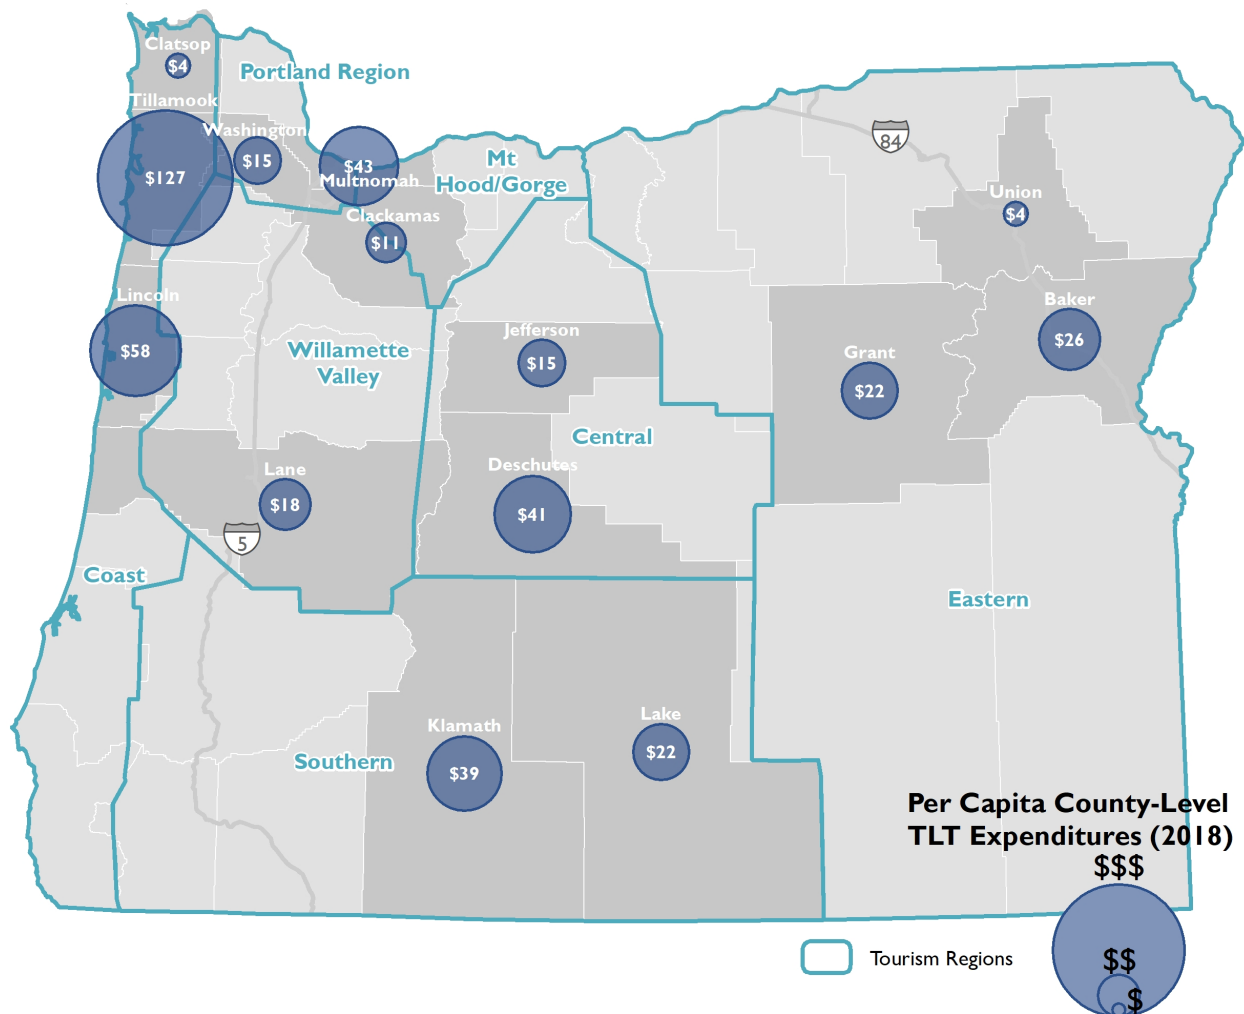 Clatsop
$4
Portland Region
Tillamook
$127
Washington
$15
$43
Multnomah
Mt
Hood/Gorge
84
Clackamas
$11
Union
$4
Lincoln
$58
Willamette
Valley
Jefferson
$15
Baker
$26
Grant
$22
Central
Lane
$18
Deschutes
$41
5
Coast
Eastern
Southern
Klamath
$39
Lake
$22
Per Capita County-Level
TLT Expenditures (2018)
$$$
$$
$
Tourism Regions